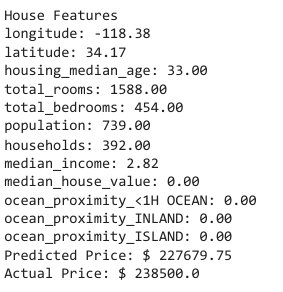 House Features
longitude: -118.38
latitude: 34.17
housing_median_age: 33.00
total_rooms: 1588.00
total_bedrooms: 454.00
population: 739.00
households: 392.00
median_income: 2.82
median_house_value: 0.00
ocean_proximity_<1H OCEAN: 0.00
ocean_proximity_INLAND: 0.00
ocean_proximity_ISLAND: 0.00
Predicted Price: $ 227679.75
Actual Price: $ 238500.0